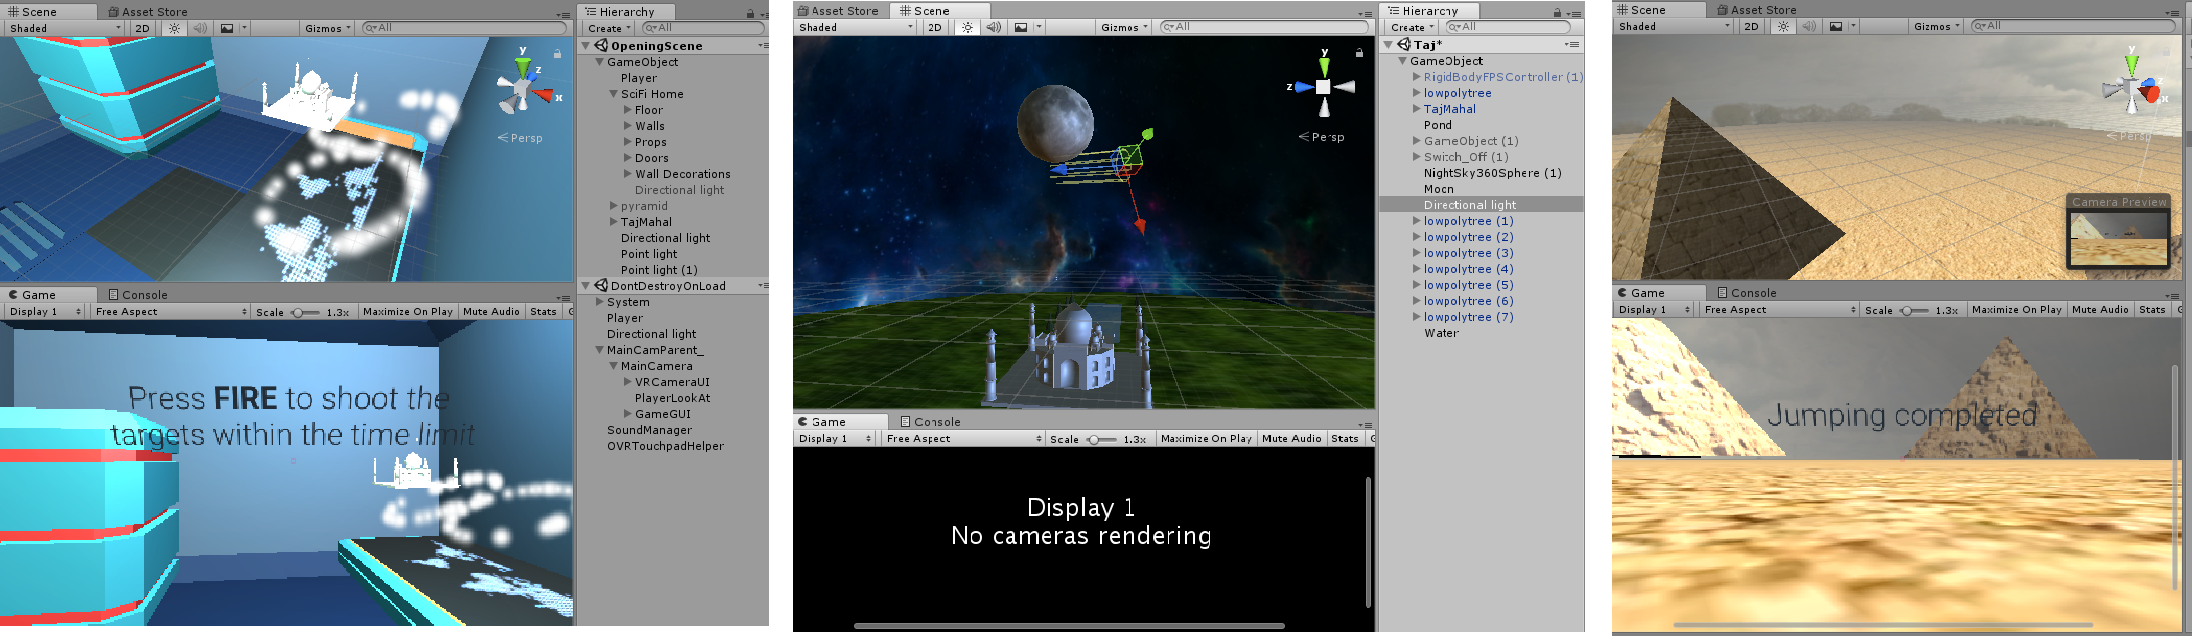 Scene
Asset Store
Shaded
2D
Gizmos
All
y
z
x
Persp
Game
Console
Display 1
Free Aspect
Scale
1.3x
Maximize On Play
Mute Audio
Stats
G
Press FIRE to shoot the
targets within the time limit
Hierarchy
Create
All
OpeningScene
GameObject
Player
SciFi Home
Floor
Walls
Props
Doors
Wall Decorations
Directional light
pyramid
TajMahal
Directional light
Point light
Point light (1)
DontDestroyOnLoad
System
Player
Directional light
MainCamParent_
MainCamera
VRCameraUI
PlayerLookAt
GameGUI
SoundManager
OVRTouchpadHelper
Asset Store
Scene
Shaded
2D
Gizmos
All
y
z
Persp
Game
Console
Display 1
Free Aspect
Scale
1.3x
Maximize On Play
Mute Audio
Stats
G
Display 1
No cameras rendering
Hierarchy
Create
All
Taj*
GameObject
RigidBodyFPSController (1)
lowpolytree
TajMahal
Pond
GameObject (1)
Switch_Off (1)
NightSky360Sphere (1)
Moon
Directional light
lowpolytree (1)
lowpolytree (2)
lowpolytree (3)
lowpolytree (4)
lowpolytree (5)
lowpolytree (6)
lowpolytree (7)
Water
Scene
Asset Store
Shaded
2D
Gizmos
All
y
z
x
Persp
Camera Preview
Game
Console
Display 1
Free Aspect
Scale
1.3x
Maximize On Play
Mute Audio
Stats
G
Jumping completed